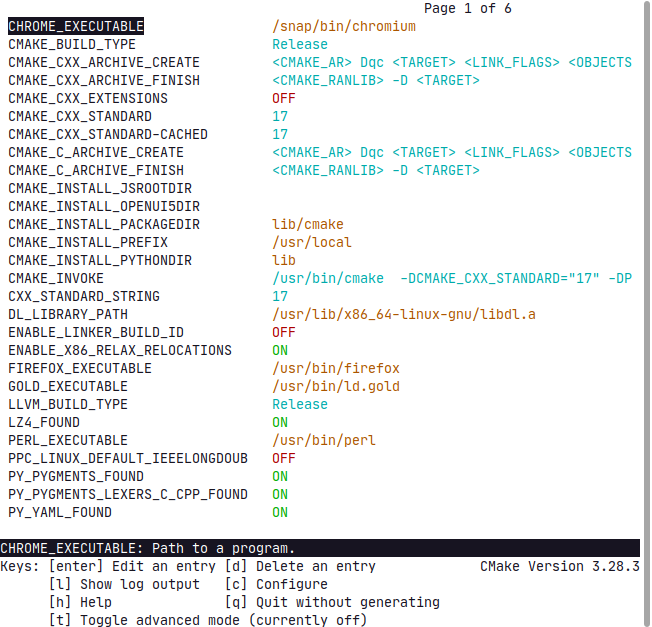 Page 1 of 6
CHROME_EXECUTABLE /snap/bin/chromium
CMAKE_BUILD_TYPE Release
CMAKE_CXX_ARCHIVE_CREATE <CMAKE_AR> Dqc <TARGET> <LINK_FLAGS> <OBJECTS
CMAKE_CXX_ARCHIVE_FINISH <CMAKE_RANLIB> -D <TARGET>
CMAKE_CXX_EXTENSIONS OFF
CMAKE_CXX_STANDARD 17
CMAKE_CXX_STANDARD-CACHED 17
CMAKE_C_ARCHIVE_CREATE <CMAKE_AR> Dqc <TARGET> <LINK_FLAGS> <OBJECTS
CMAKE_C_ARCHIVE_FINISH <CMAKE_RANLIB> -D <TARGET>
CMAKE_INSTALL_JSROOTDIR
CMAKE_INSTALL_OPENUI5DIR
CMAKE_INSTALL_PACKAGEDIR lib/cmake
CMAKE_INSTALL_PREFIX /usr/local
CMAKE_INSTALL_PYTHONDIR lib
CMAKE_INVOKE /usr/bin/cmake  -DCMAKE_CXX_STANDARD="17" -DP
CXX_STANDARD_STRING 17
DL_LIBRARY_PATH /usr/lib/x86_64-linux-gnu/libdl.a
ENABLE_LINKER_BUILD_ID OFF
ENABLE_X86_RELAX_RELOCATIONS ON
FIREFOX_EXECUTABLE /usr/bin/firefox
GOLD_EXECUTABLE /usr/bin/ld.gold
LLVM_BUILD_TYPE Release
LZ4_FOUND ON
PERL_EXECUTABLE /usr/bin/perl
PPC_LINUX_DEFAULT_IEEELONGDOUB OFF
PY_PYGMENTS_FOUND ON
PY_PYGMENTS_LEXERS_C_CPP_FOUND ON
PY_YAML_FOUND ON
CHROME_EXECUTABLE: Path to a program.
Keys: [enter] Edit an entry [d] Delete an entry CMake Version 3.28.3
[l] Show log output [c] Configure
[h] Help [q] Quit without generating
[t] Toggle advanced mode (currently off)